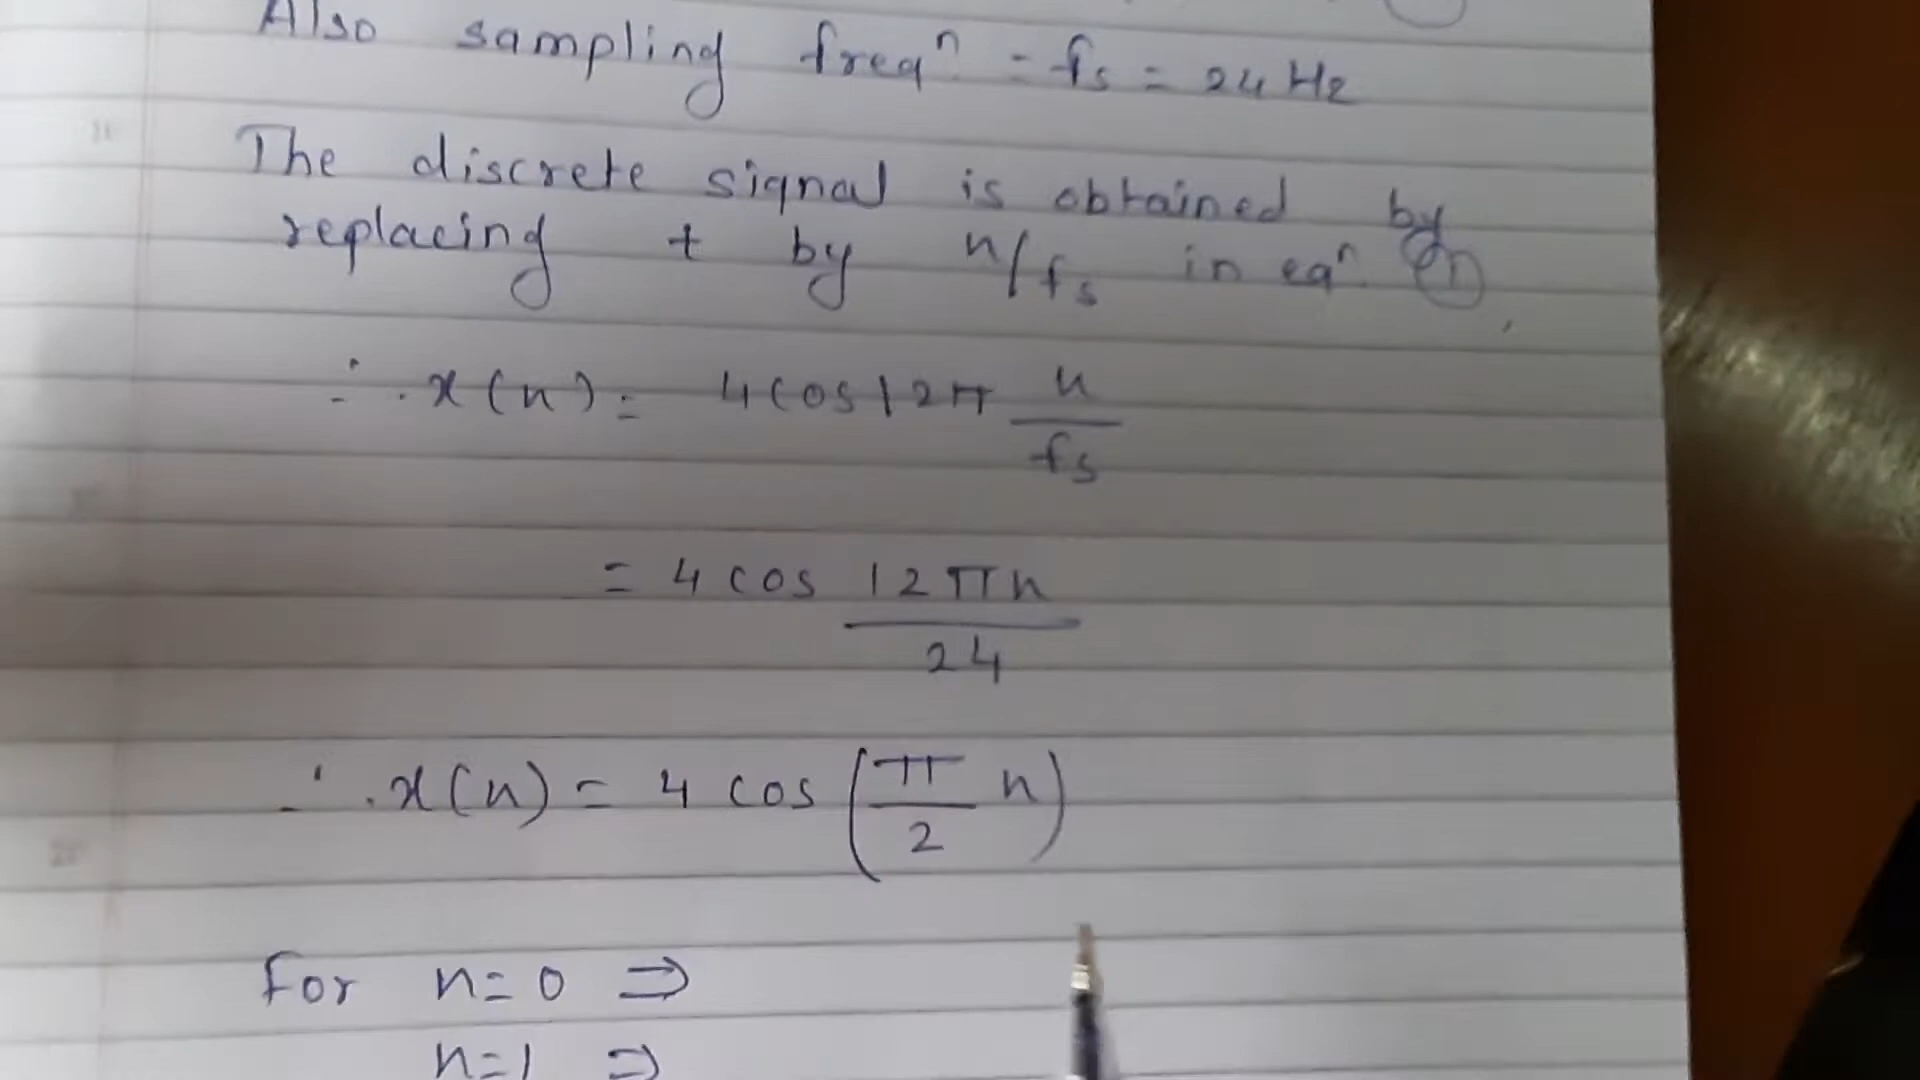 Also sampling freqⁿ. = fs = 24 Hz
The discrete signal is obtained by
replacing t by n/fs in eqⁿ. ①
∴ x(n) = 4 cos 12π n/fs
= 4 cos 12πn/24
∴ x(n) = 4 cos (π/2 n)
For n=0 ⇒
n=1 ⇒